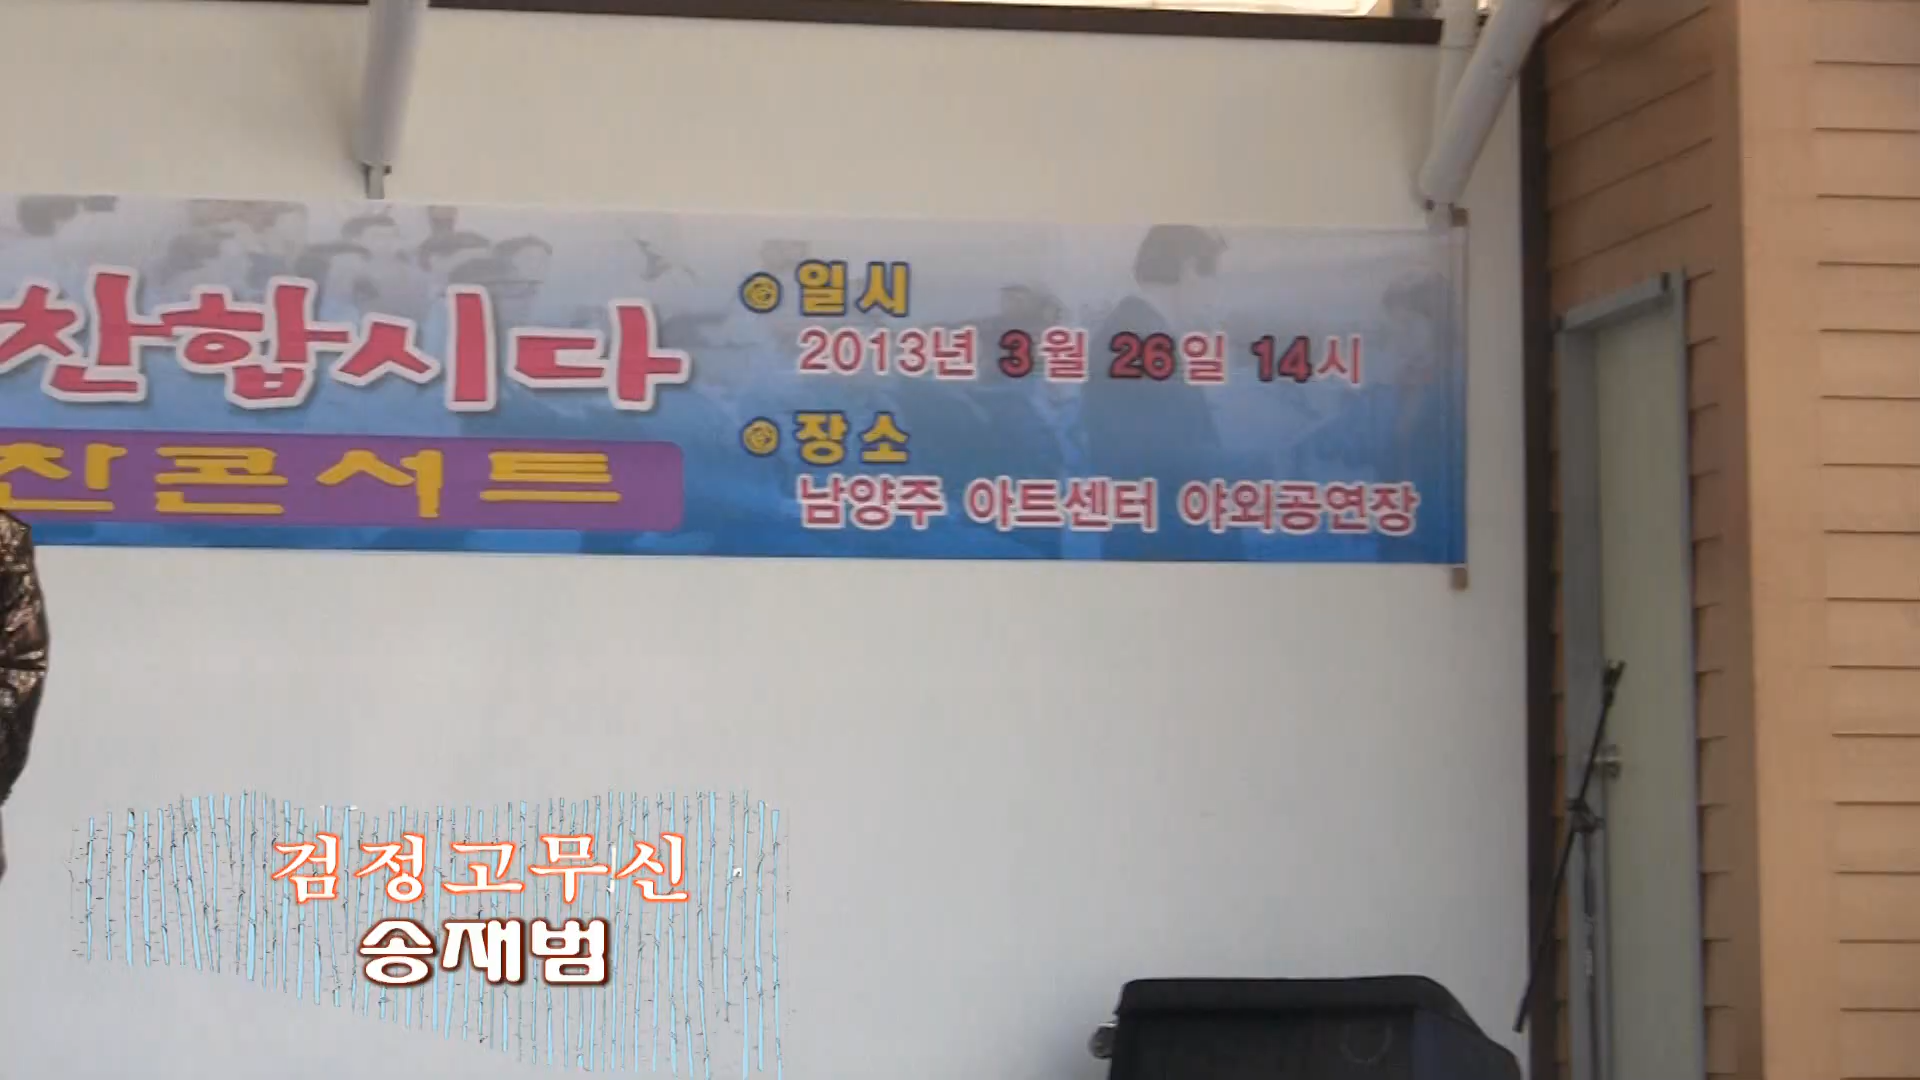 찬합시다
찬콘서트
◎ 일시
2013년 3월 26일 14시
◎ 장소
남양주 아트센터 야외공연장
검정고무신
송재범